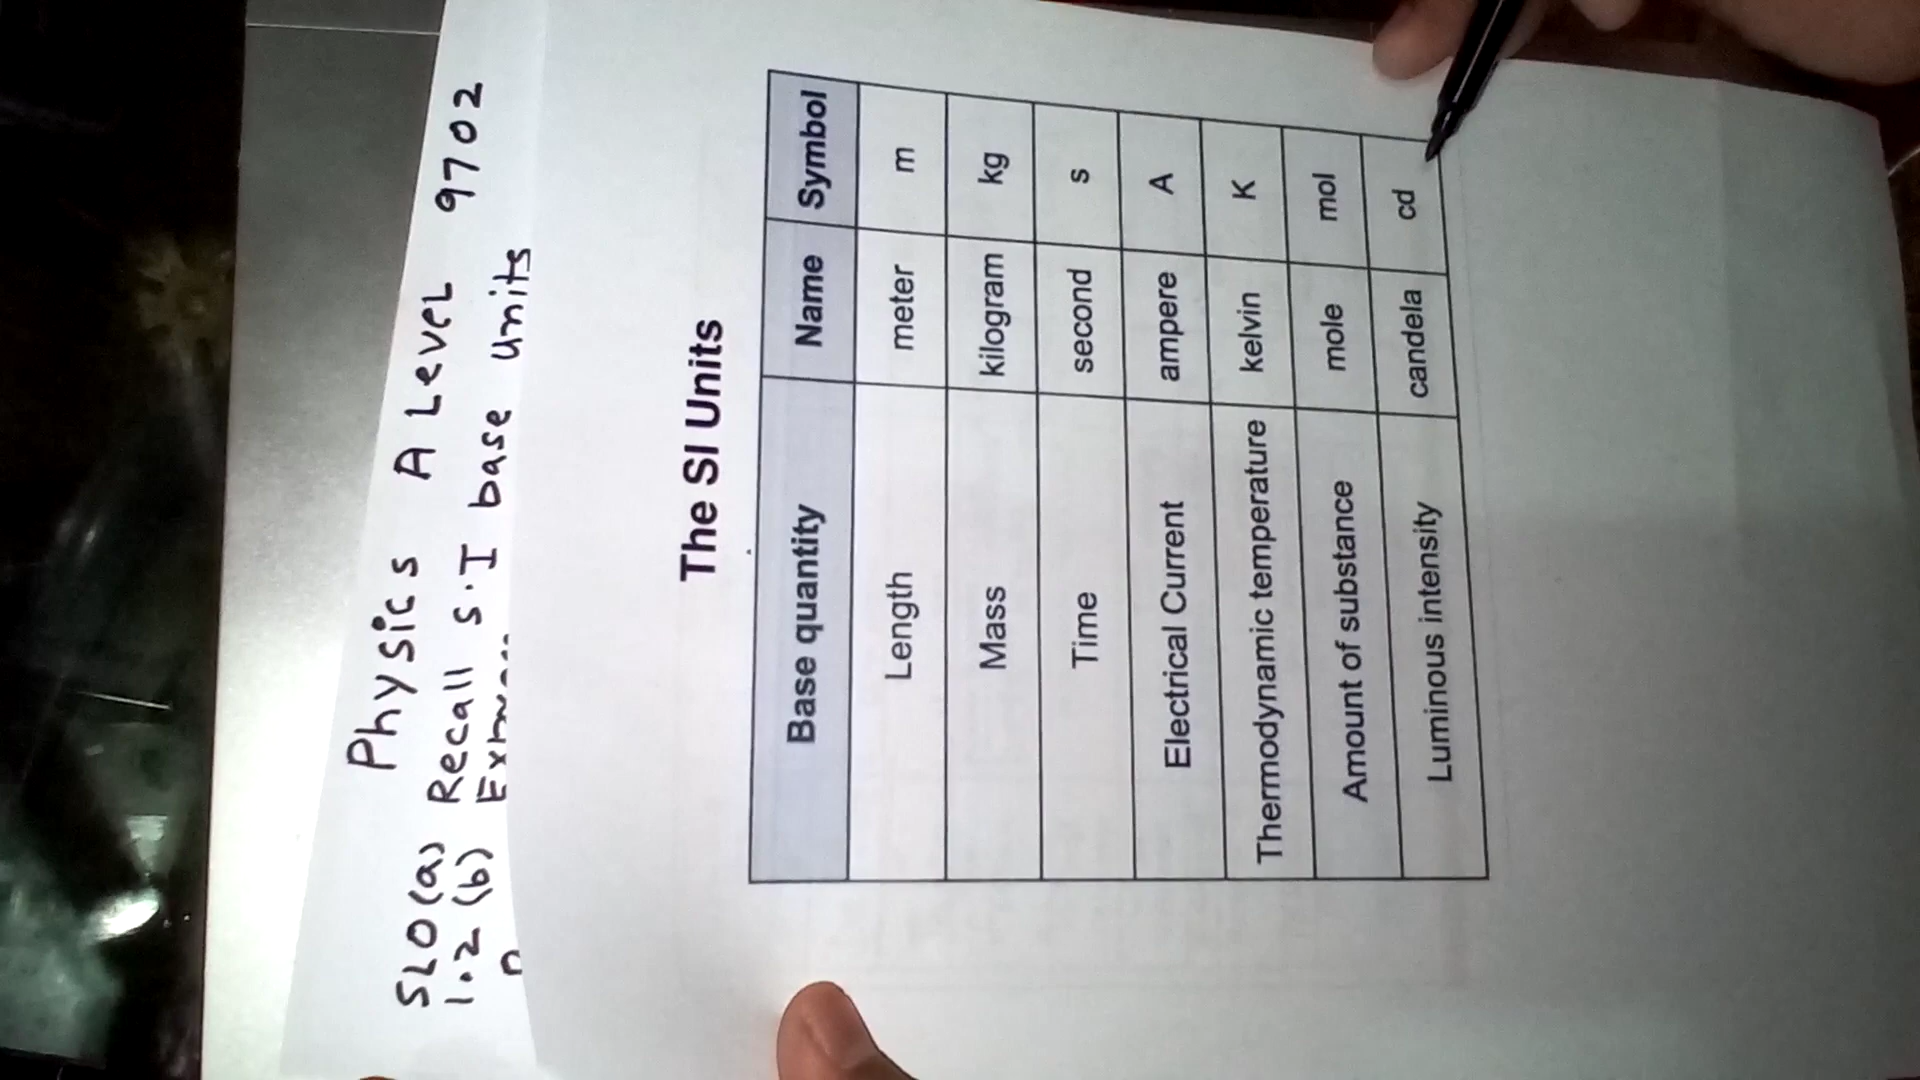 Physics A Level 9702
SLO (a) Recall S.I base units
1.2 (b)
The SI Units
Base quantity Name Symbol
Length meter m
Mass kilogram kg
Time second s
Electrical Current ampere A
Thermodynamic temperature kelvin K
Amount of substance mole mol
Luminous intensity candela cd